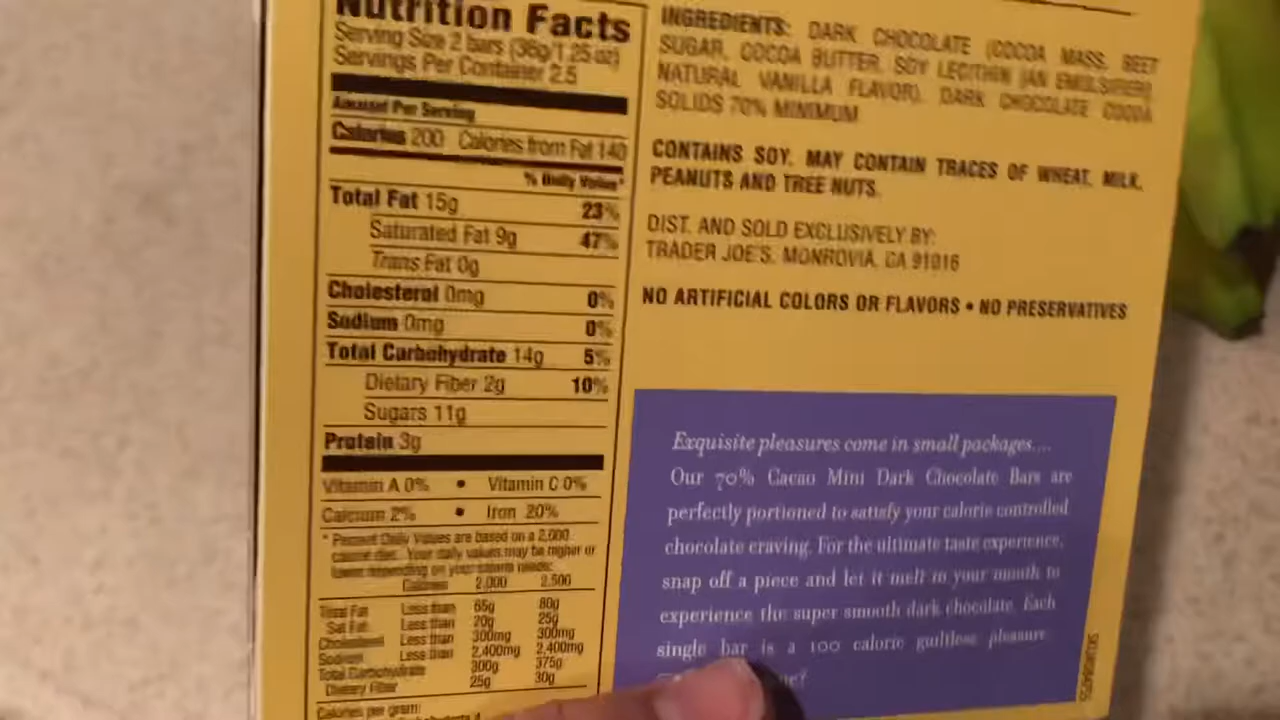 Nutrition Facts
Serving Size 2 bars (36g/1.25 oz)
Servings Per Container 2.5
Amount Per Serving
Calories 200 Calories from Fat 140
% Daily Value*
Total Fat 15g 23%
Saturated Fat 9g 47%
Trans Fat 0g
Cholesterol 0mg 0%
Sodium 0mg 0%
Total Carbohydrate 14g 5%
Dietary Fiber 2g 10%
Sugars 11g
Protein 3g
Vitamin A 0% • Vitamin C 0%
Calcium 2% • Iron 20%
* Percent Daily Values are based on a 2,000
calorie diet. Your daily values may be higher or
lower depending on your calorie needs:
Calories 2,000 2,500
Total Fat Less than 65g 80g
Sat Fat Less than 20g 25g
Cholesterol Less than 300mg 300mg
Sodium Less than 2,400mg 2,400mg
Total Carbohydrate 300g 375g
Dietary Fiber 25g 30g
Calories per gram:
INGREDIENTS: DARK CHOCOLATE (COCOA MASS, BEET
SUGAR, COCOA BUTTER, SOY LECITHIN (AN EMULSIFIER),
NATURAL VANILLA FLAVOR). DARK CHOCOLATE COCOA
SOLIDS 70% MINIMUM
CONTAINS SOY. MAY CONTAIN TRACES OF WHEAT, MILK,
PEANUTS AND TREE NUTS.
DIST. AND SOLD EXCLUSIVELY BY:
TRADER JOE'S, MONROVIA, CA 91016
NO ARTIFICIAL COLORS OR FLAVORS • NO PRESERVATIVES
Exquisite pleasures come in small packages....
Our 70% Cacao Mini Dark Chocolate Bars are
perfectly portioned to satisfy your calorie controlled
chocolate craving. For the ultimate taste experience,
snap off a piece and let it melt in your mouth to
experience the super smooth dark chocolate. Each
single bar is a 100 calorie guiltless pleasure.